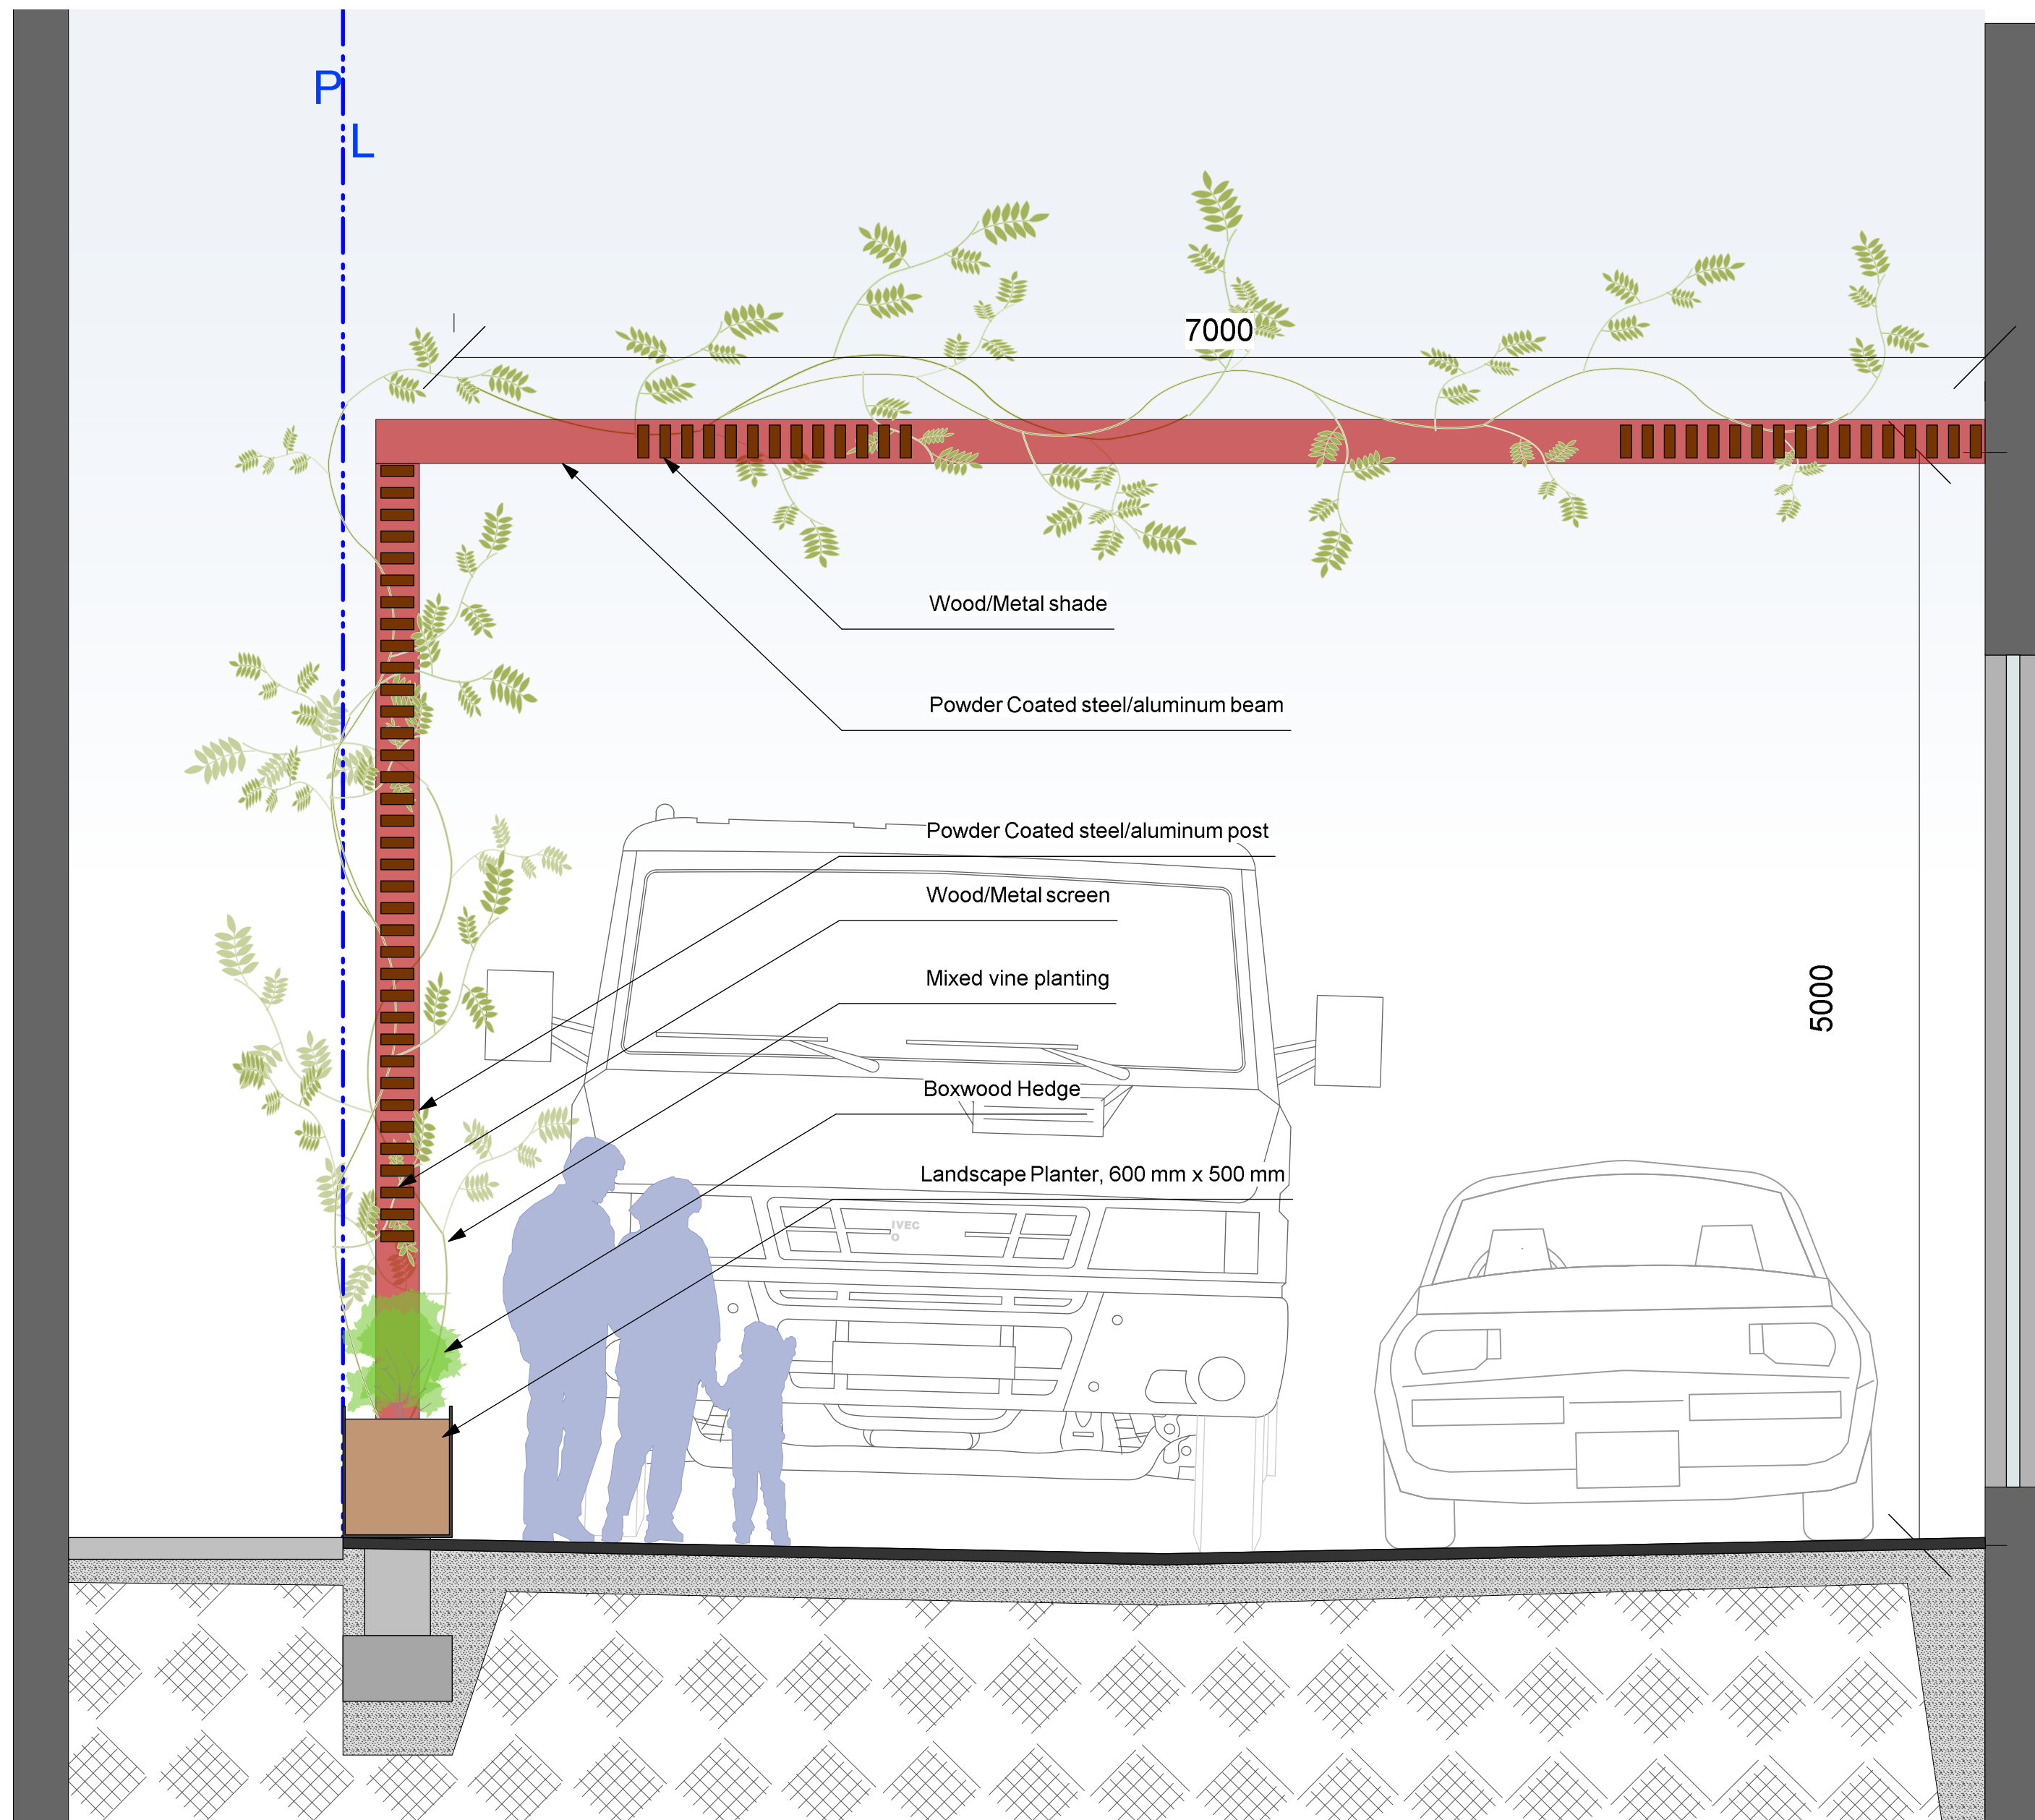 P
L
7000
Wood/Metal shade
Powder Coated steel/aluminum beam
Powder Coated steel/aluminum post
Wood/Metal screen
Mixed vine planting
5000
Boxwood Hedge
Landscape Planter, 600 mm x 500 mm
IVEC
O